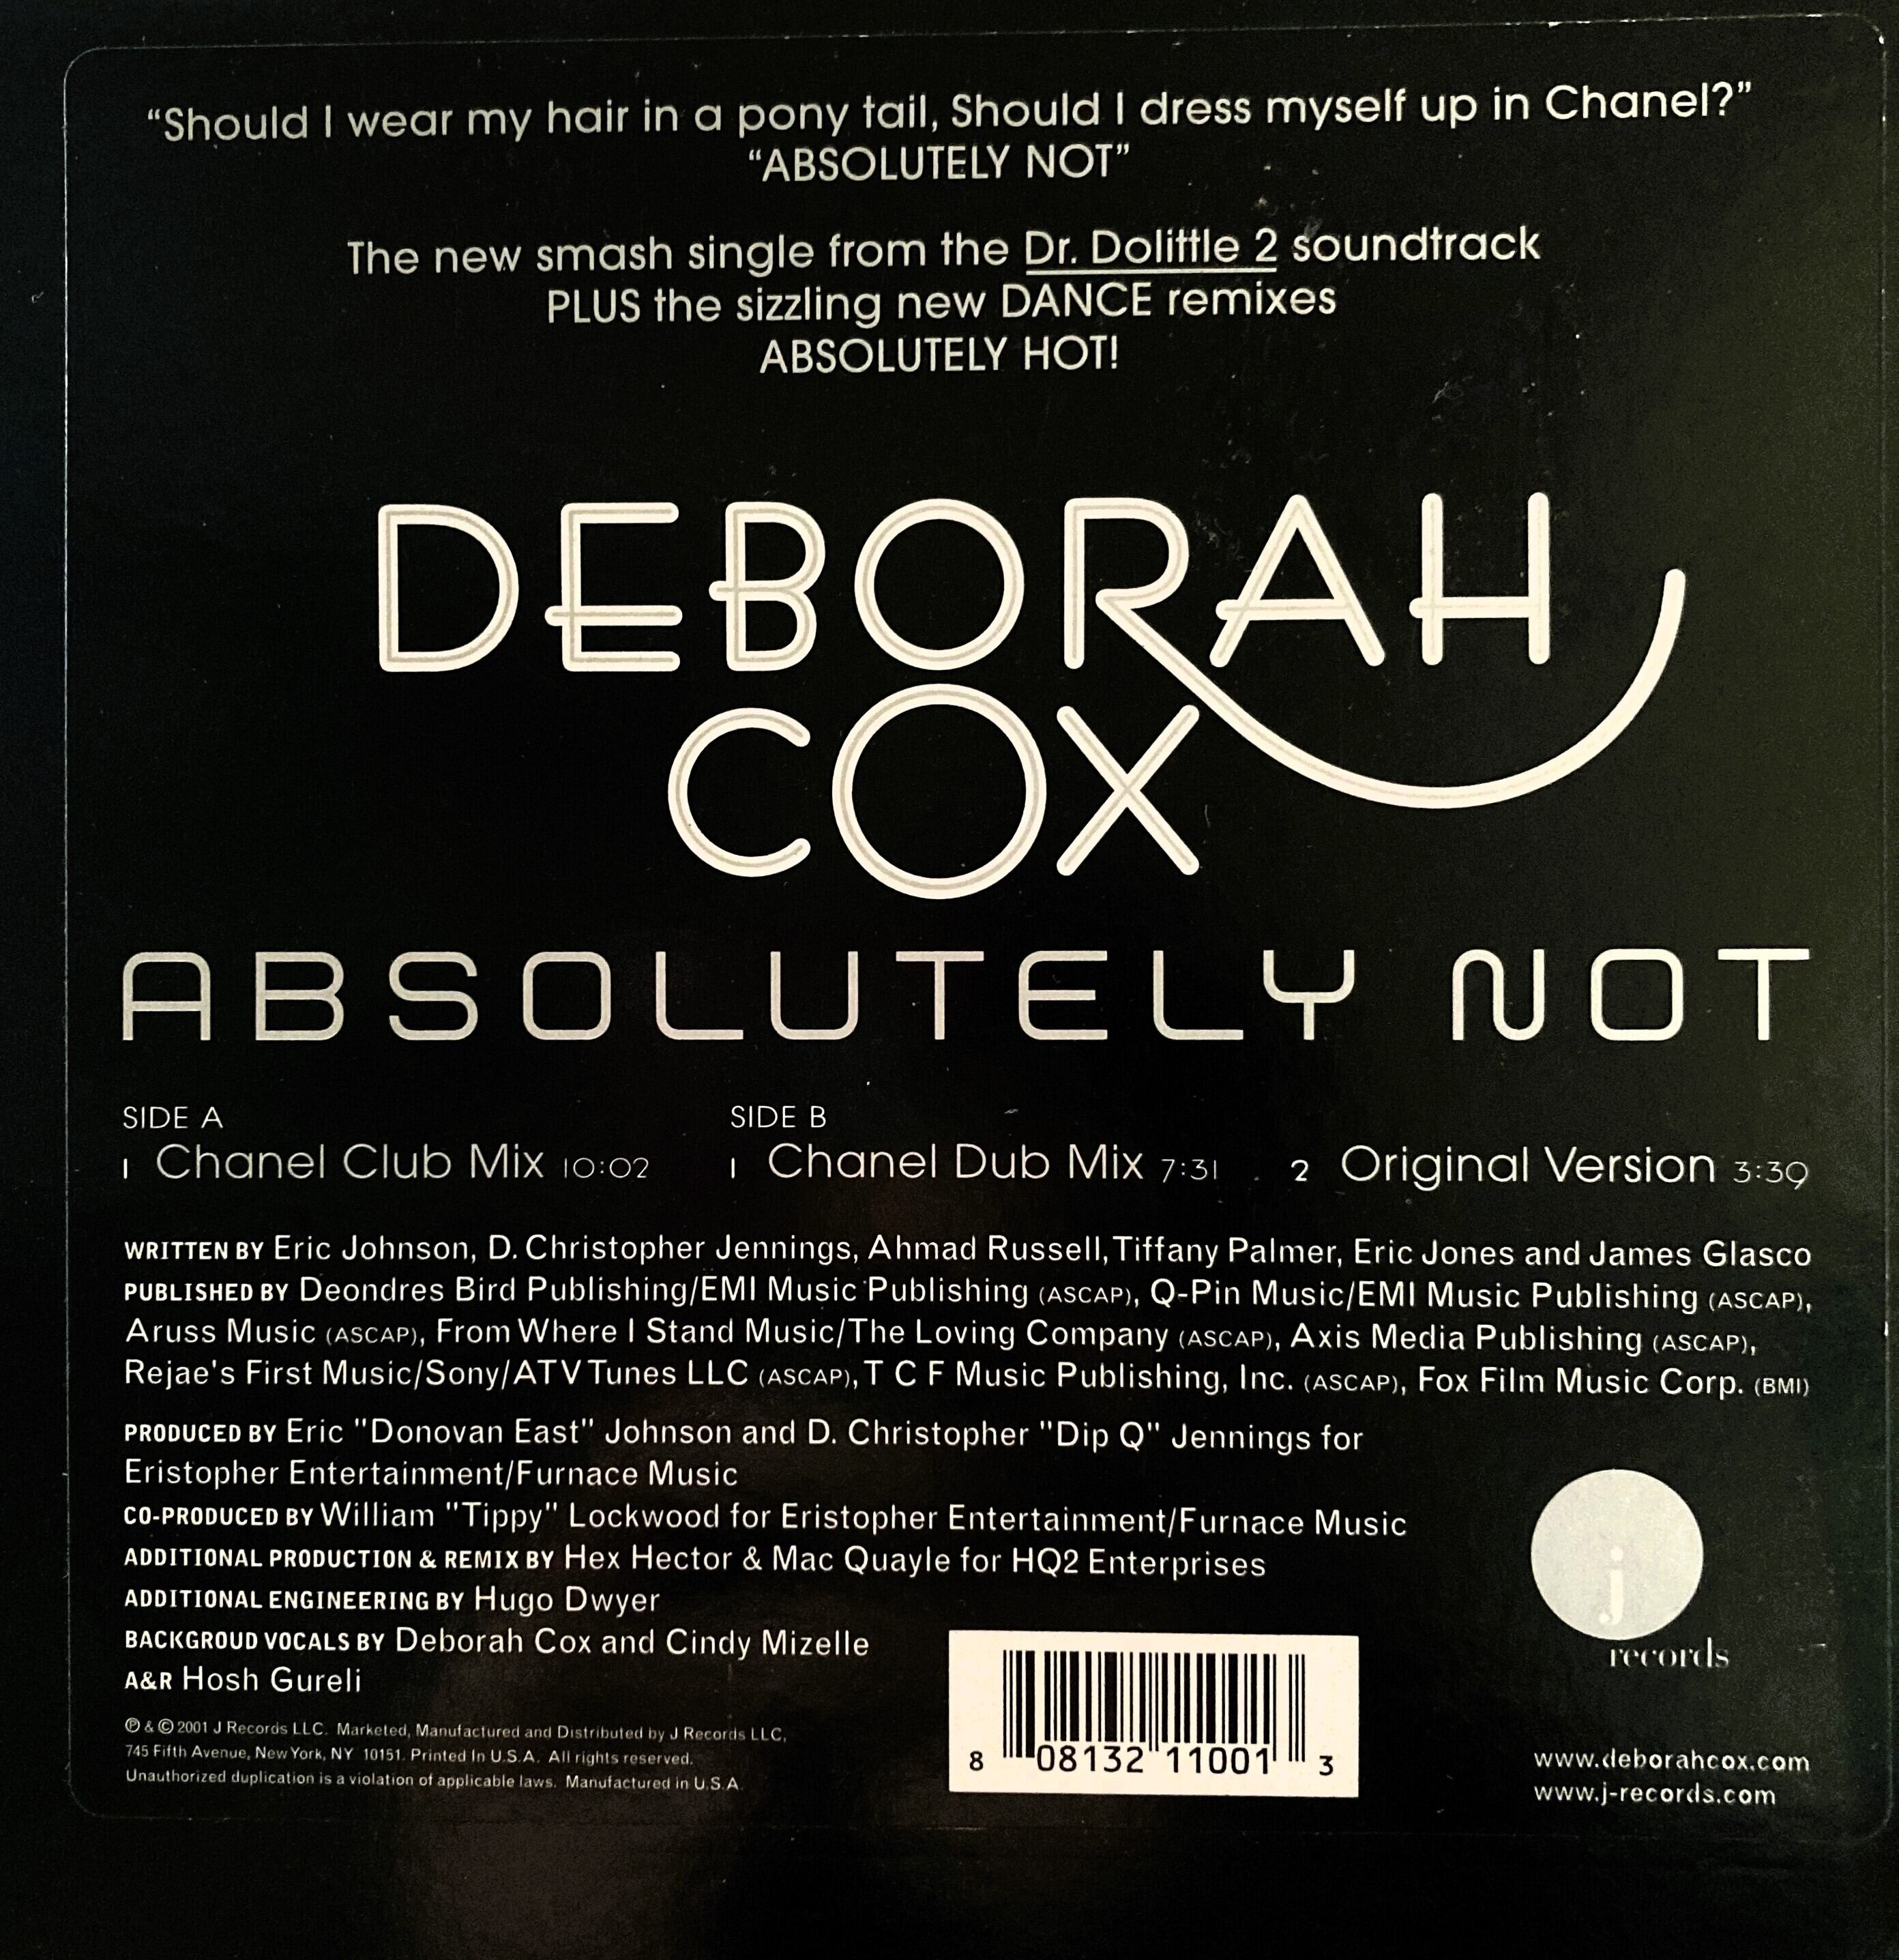 “Should I wear my hair in a pony tail, Should I dress myself up in Chanel?”
“ABSOLUTELY NOT”
The new smash single from the Dr. Dolittle 2 soundtrack
PLUS the sizzling new DANCE remixes
ABSOLUTELY HOT!
DEBORAH
COX
ABSOLUTELY NOT
SIDE A
1 Chanel Club Mix 10:02
SIDE B
1 Chanel Dub Mix 7:31 2 Original Version 3:39
WRITTEN BY Eric Johnson, D. Christopher Jennings, Ahmad Russell, Tiffany Palmer, Eric Jones and James Glasco
PUBLISHED BY Deondres Bird Publishing/EMI Music Publishing (ASCAP), Q-Pin Music/EMI Music Publishing (ASCAP),
Aruss Music (ASCAP), From Where I Stand Music/The Loving Company (ASCAP), Axis Media Publishing (ASCAP),
Rejae's First Music/Sony/ATV Tunes LLC (ASCAP), T C F Music Publishing, Inc. (ASCAP), Fox Film Music Corp. (BMI)
PRODUCED BY Eric "Donovan East" Johnson and D. Christopher "Dip Q" Jennings for
Eristopher Entertainment/Furnace Music
CO-PRODUCED BY William "Tippy" Lockwood for Eristopher Entertainment/Furnace Music
ADDITIONAL PRODUCTION & REMIX BY Hex Hector & Mac Quayle for HQ2 Enterprises
ADDITIONAL ENGINEERING BY Hugo Dwyer
BACKGROUD VOCALS BY Deborah Cox and Cindy Mizelle
A&R Hosh Gureli
℗ & © 2001 J Records LLC. Marketed, Manufactured and Distributed by J Records LLC,
745 Fifth Avenue, New York, NY 10151. Printed In U.S.A. All rights reserved.
Unauthorized duplication is a violation of applicable laws. Manufactured in U.S.A.
8 08132 11001 3
j
records
www.deborahcox.com
www.j-records.com